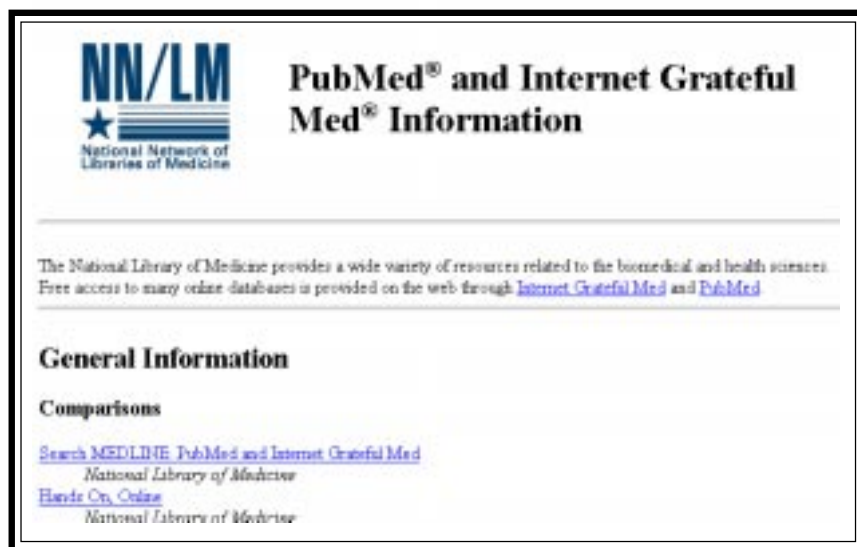 NN/LM
National Network of
Libraries of Medicine
PubMed® and Internet Grateful
Med® Information
The National Library of Medicine provides a wide variety of resources related to the biomedical and health sciences.
Free access to many online databases is provided on the web through Internet Grateful Med and PubMed.
General Information
Comparisons
Search MEDLINE: PubMed and Internet Grateful Med
National Library of Medicine
Hands On, Online
National Library of Medicine